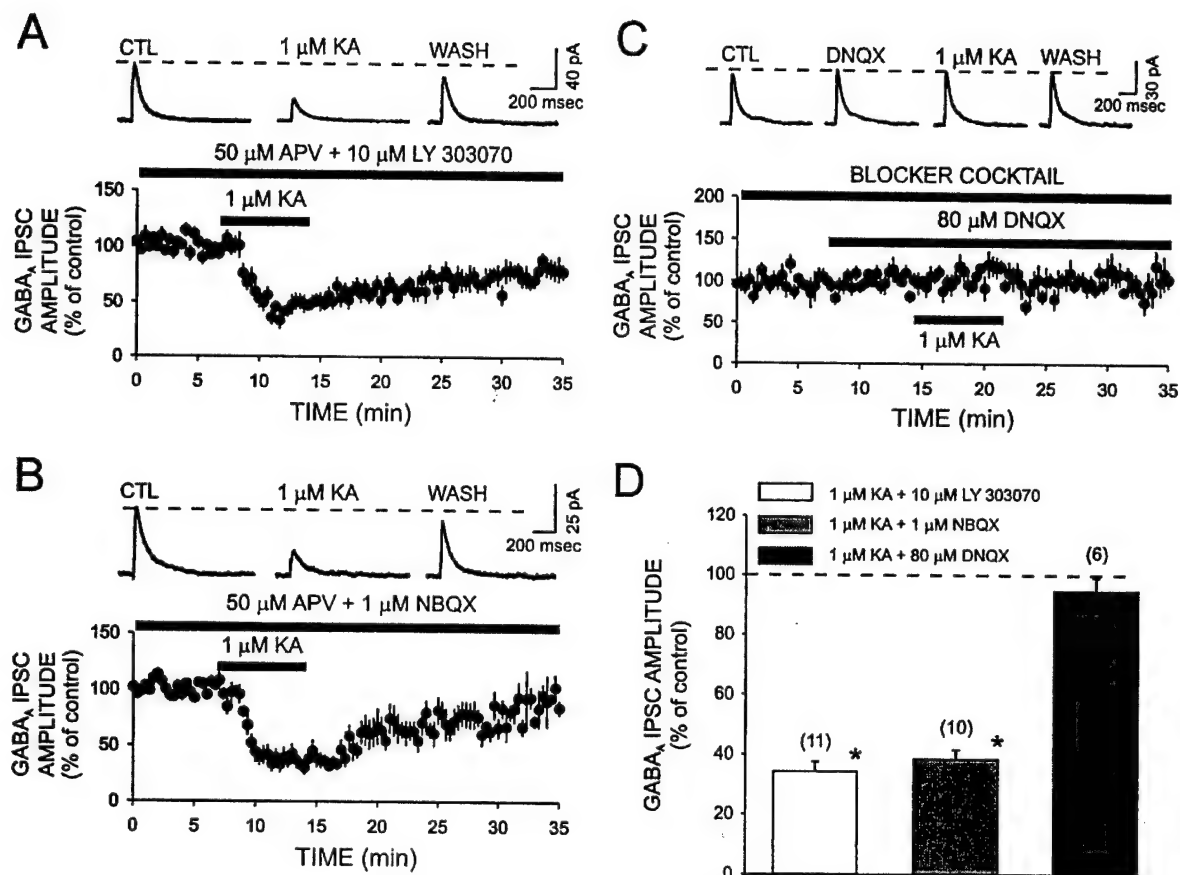 A
CTL 1 μM KA WASH
40 pA
200 msec
50 μM APV + 10 μM LY 303070
1 μM KA
GABA_A IPSC
AMPLITUDE
(% of control)
150
100
50
0
0 5 10 15 20 25 30 35
TIME (min)
B
CTL 1 μM KA WASH
25 pA
200 msec
50 μM APV + 1 μM NBQX
1 μM KA
GABA_A IPSC
AMPLITUDE
(% of control)
150
100
50
0
0 5 10 15 20 25 30 35
TIME (min)
C
CTL DNQX 1 μM KA WASH
30 pA
200 msec
BLOCKER COCKTAIL
80 μM DNQX
1 μM KA
GABA_A IPSC
AMPLITUDE
(% of control)
200
150
100
50
0
0 5 10 15 20 25 30 35
TIME (min)
D
1 μM KA + 10 μM LY 303070
1 μM KA + 1 μM NBQX
1 μM KA + 80 μM DNQX
GABA_A IPSC AMPLITUDE
(% of control)
120
100
80
60
40
20
0
(11) *
(10) *
(6)